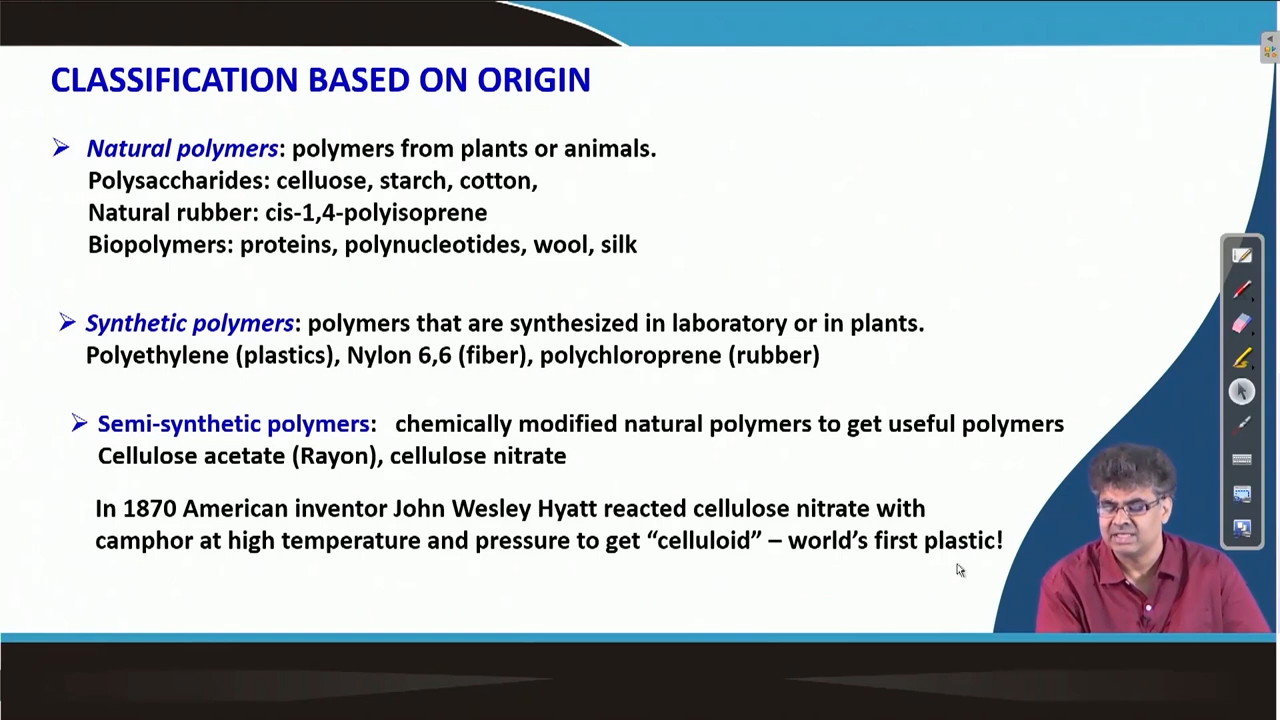 CLASSIFICATION BASED ON ORIGIN
Natural polymers: polymers from plants or animals.
Polysaccharides: celluose, starch, cotton,
Natural rubber: cis-1,4-polyisoprene
Biopolymers: proteins, polynucleotides, wool, silk
Synthetic polymers: polymers that are synthesized in laboratory or in plants.
Polyethylene (plastics), Nylon 6,6 (fiber), polychloroprene (rubber)
Semi-synthetic polymers: chemically modified natural polymers to get useful polymers
Cellulose acetate (Rayon), cellulose nitrate
In 1870 American inventor John Wesley Hyatt reacted cellulose nitrate with
camphor at high temperature and pressure to get “celluloid” – world’s first plastic!